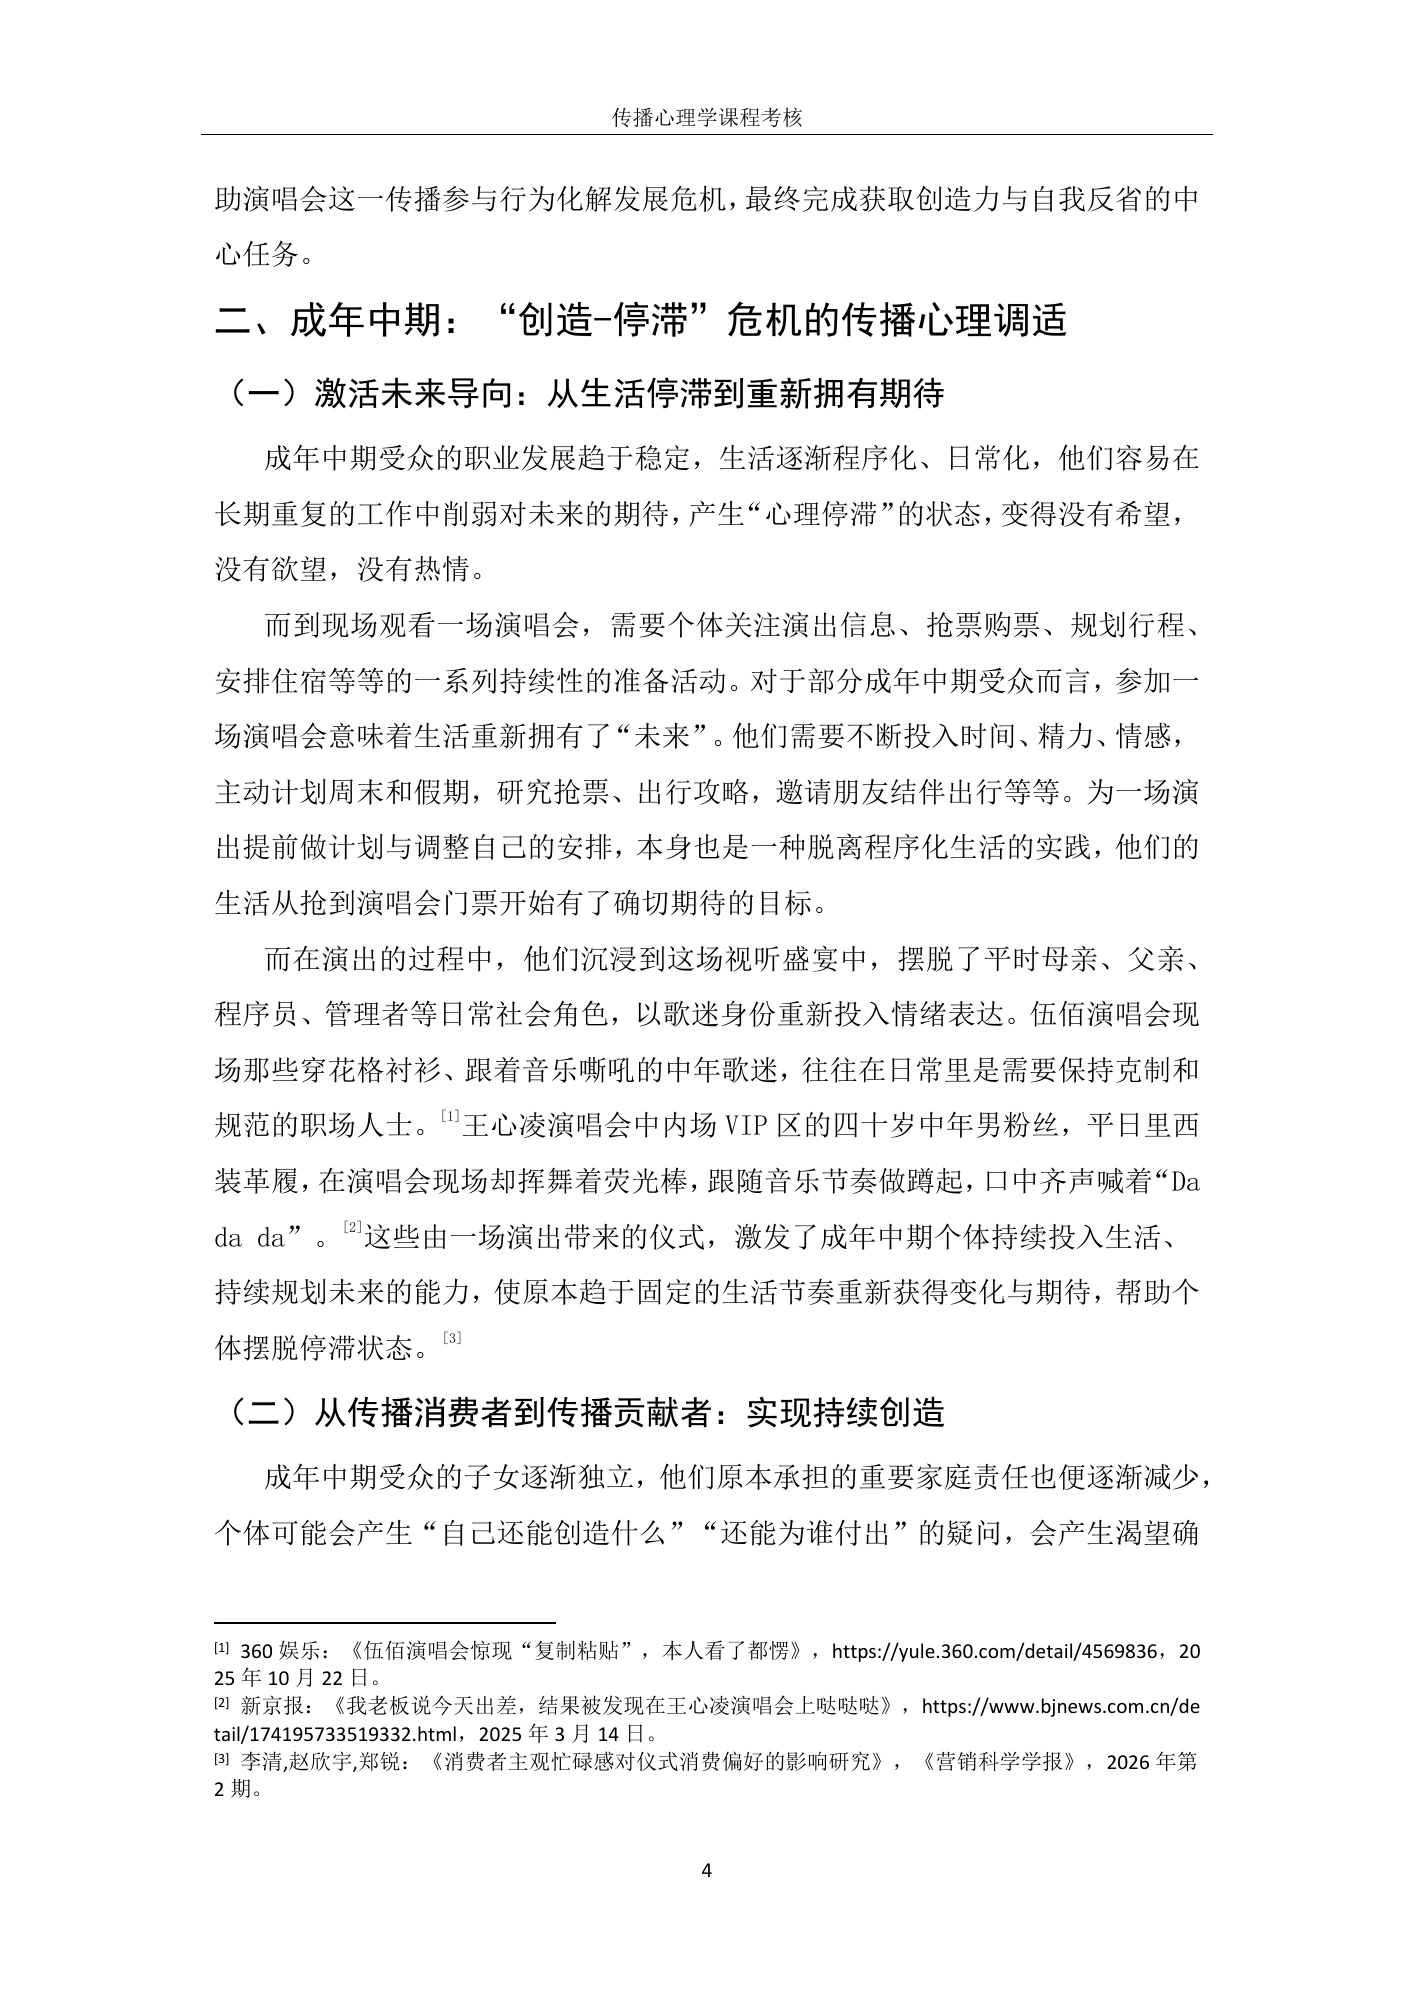 传播心理学课程考核
助演唱会这一传播参与行为化解发展危机，最终完成获取创造力与自我反省的中
心任务。
二、成年中期：“创造-停滞”危机的传播心理调适
（一）激活未来导向：从生活停滞到重新拥有期待
成年中期受众的职业发展趋于稳定，生活逐渐程序化、日常化，他们容易在
长期重复的工作中削弱对未来的期待，产生“心理停滞”的状态，变得没有希望，
没有欲望，没有热情。
而到现场观看一场演唱会，需要个体关注演出信息、抢票购票、规划行程、
安排住宿等等的一系列持续性的准备活动。对于部分成年中期受众而言，参加一
场演唱会意味着生活重新拥有了“未来”。他们需要不断投入时间、精力、情感，
主动计划周末和假期，研究抢票、出行攻略，邀请朋友结伴出行等等。为一场演
出提前做计划与调整自己的安排，本身也是一种脱离程序化生活的实践，他们的
生活从抢到演唱会门票开始有了确切期待的目标。
而在演出的过程中，他们沉浸到这场视听盛宴中，摆脱了平时母亲、父亲、
程序员、管理者等日常社会角色，以歌迷身份重新投入情绪表达。伍佰演唱会现
场那些穿花格衬衫、跟着音乐嘶吼的中年歌迷，往往在日常里是需要保持克制和
规范的职场人士。[1]王心凌演唱会中内场 VIP 区的四十岁中年男粉丝，平日里西
装革履，在演唱会现场却挥舞着荧光棒，跟随音乐节奏做蹲起，口中齐声喊着“Da
da da”。[2]这些由一场演出带来的仪式，激发了成年中期个体持续投入生活、
持续规划未来的能力，使原本趋于固定的生活节奏重新获得变化与期待，帮助个
体摆脱停滞状态。[3]
（二）从传播消费者到传播贡献者：实现持续创造
成年中期受众的子女逐渐独立，他们原本承担的重要家庭责任也便逐渐减少，
个体可能会产生“自己还能创造什么”“还能为谁付出”的疑问，会产生渴望确
[1] 360 娱乐：《伍佰演唱会惊现“复制粘贴”，本人看了都愣》，https://yule.360.com/detail/4569836，20
25 年 10 月 22 日。
[2] 新京报：《我老板说今天出差，结果被发现在王心凌演唱会上哒哒哒》，https://www.bjnews.com.cn/de
tail/174195733519332.html，2025 年 3 月 14 日。
[3] 李清,赵欣宇,郑锐：《消费者主观忙碌感对仪式消费偏好的影响研究》，《营销科学学报》，2026 年第
2 期。
4